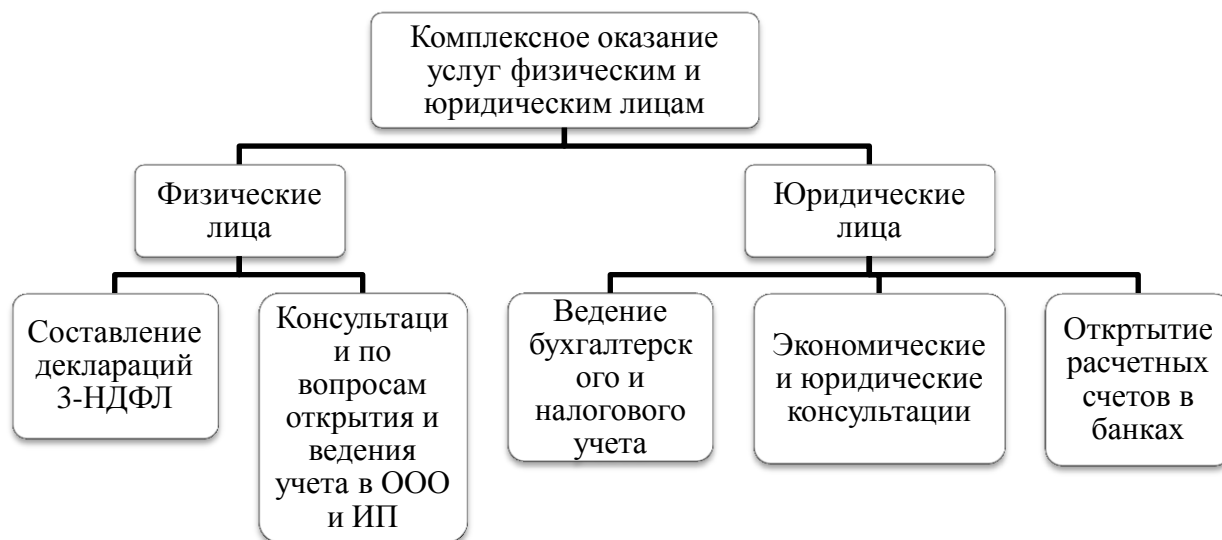 Комплексное оказание
услуг физическим и
юридическим лицам
Физические
лица
Юридические
лица
Составление
деклараций
3-НДФЛ
Консультаци
и по
вопросам
открытия и
ведения
учета в ООО
и ИП
Ведение
бухгалтерск
ого и
налогового
учета
Экономические
и юридические
консультации
Откртытие
расчетных
счетов в
банках